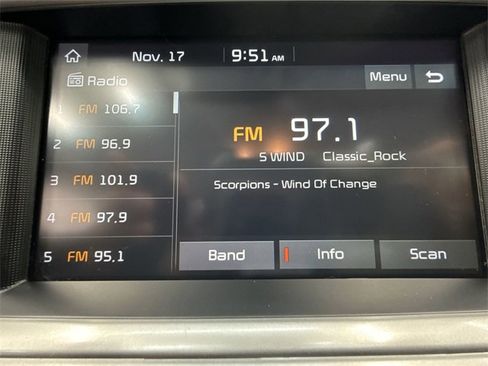 Nov. 17 9:51 AM
Radio Menu
1 FM 106.7
2 FM 96.9
3 FM 101.9
4 FM 97.9
5 FM 95.1
FM 97.1
S WIND Classic_Rock
Scorpions - Wind Of Change
Band Info Scan